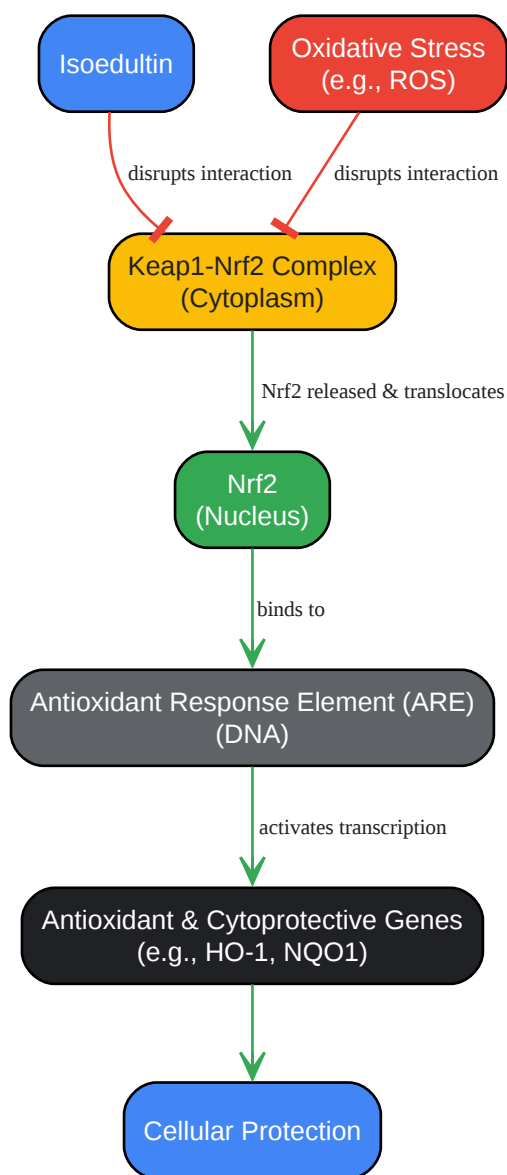 Isoedultin
Oxidative Stress
(e.g., ROS)
disrupts interaction
disrupts interaction
Keap1-Nrf2 Complex
(Cytoplasm)
Nrf2 released & translocates
Nrf2
(Nucleus)
binds to
Antioxidant Response Element (ARE)
(DNA)
activates transcription
Antioxidant & Cytoprotective Genes
(e.g., HO-1, NQO1)
Cellular Protection